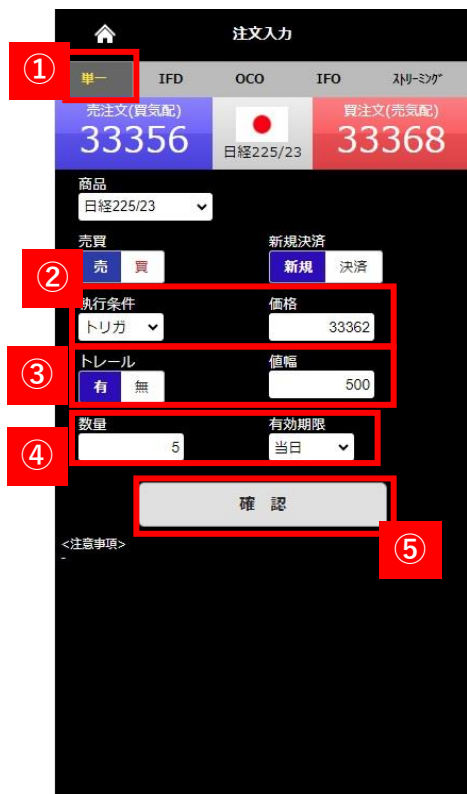 注文入力
①
単一 IFD OCO IFO ｽﾄﾘｰﾐﾝｸﾞ
売注文(買気配) 買注文(売気配)
33356 日経225/23 33368
商品
日経225/23
売買 新規決済
売 買 新規 決済
②
執行条件 価格
トリガ 33362
③
トレール 値幅
有 無 500
④
数量 有効期限
5 当日
確 認
⑤
<注意事項>
-